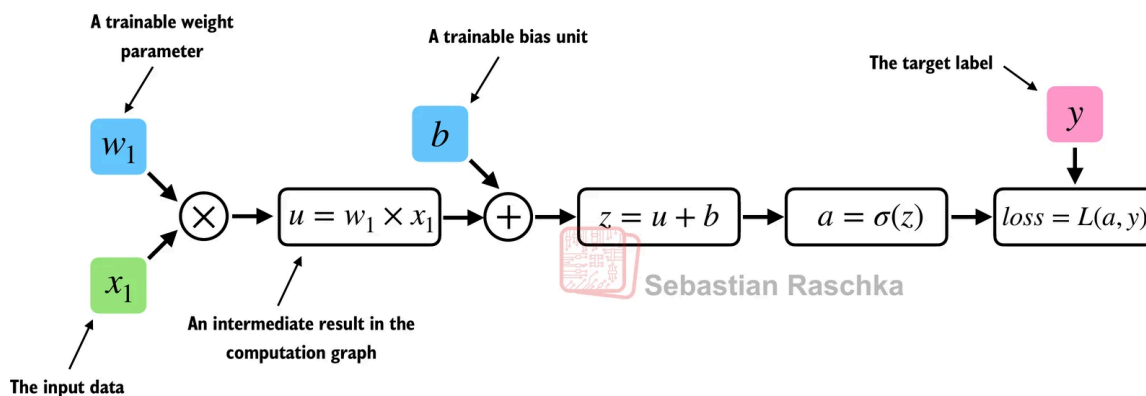 A trainable weight
parameter
A trainable bias unit
The target label
w₁
b
y
×
u = w₁ × x₁
+
z = u + b
a = σ(z)
loss = L(a, y)
x₁
Sebastian Raschka
An intermediate result in the
computation graph
The input data